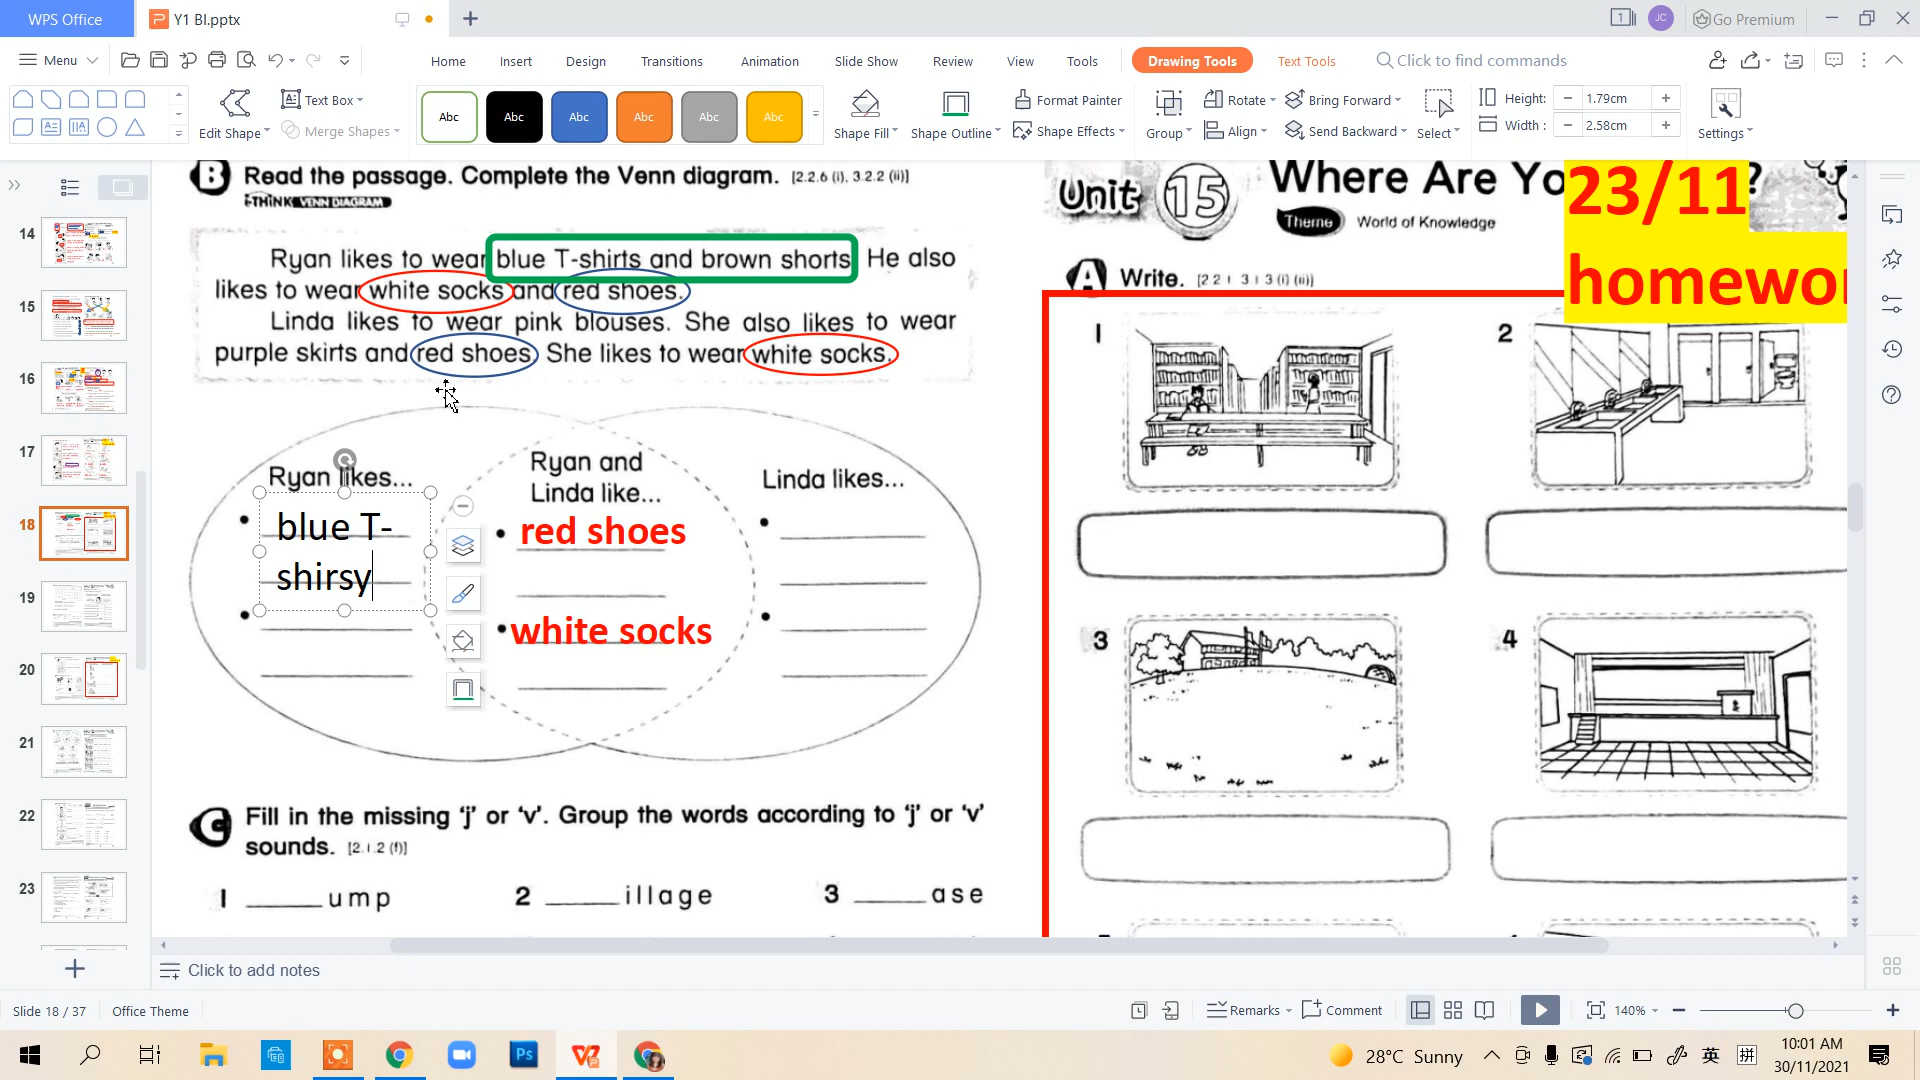 WPS Office
Y1 BI.pptx
1
JC
Go Premium
Menu
Home
Insert
Design
Transitions
Animation
Slide Show
Review
View
Tools
Drawing Tools
Text Tools
Click to find commands
Edit Shape
Text Box
Merge Shapes
Abc
Abc
Abc
Abc
Abc
Abc
Shape Fill
Shape Outline
Format Painter
Shape Effects
Group
Rotate
Align
Bring Forward
Send Backward
Select
Height:
1.79cm
Width :
2.58cm
Settings
14
15
16
17
18
19
20
21
22
23
B Read the passage. Complete the Venn diagram. [2.2.6 (i), 3.2.2 (ii)]
i-THINK VENN DIAGRAM
Ryan likes to wear blue T-shirts and brown shorts. He also
likes to wear white socks and red shoes.
Linda likes to wear pink blouses. She also likes to wear
purple skirts and red shoes. She likes to wear white socks.
Ryan likes...
blue T-
shirsy
Ryan and
Linda like...
red shoes
white socks
Linda likes...
C Fill in the missing ‘j’ or ‘v’. Group the words according to ‘j’ or ‘v’
sounds. [2.1.2 (f)]
1 _____ump
2 _____illage
3 _____ase
Unit 15
Where Are Yo
?
Theme World of Knowledge
23/11
homewo
A Write.
1
2
3
4
Click to add notes
Slide 18 / 37
Office Theme
Remarks
Comment
140%
Ps
28°C Sunny
英
拼
10:01 AM
30/11/2021